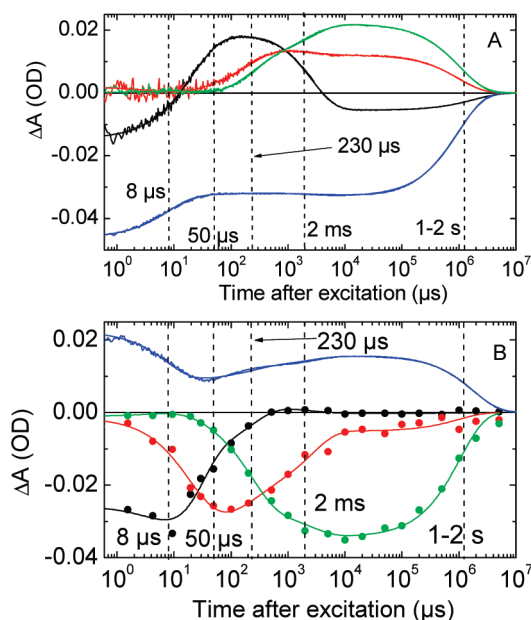 A
0.02
0.00
-0.02
-0.04
ΔA (OD)
8 µs
50 µs
230 µs
2 ms
1-2 s
10⁰ 10¹ 10² 10³ 10⁴ 10⁵ 10⁶ 10⁷
Time after excitation (µs)
B
0.02
0.00
-0.02
-0.04
ΔA (OD)
230 µs
8 µs
50 µs
2 ms
1-2 s
10⁰ 10¹ 10² 10³ 10⁴ 10⁵ 10⁶ 10⁷
Time after excitation (µs)